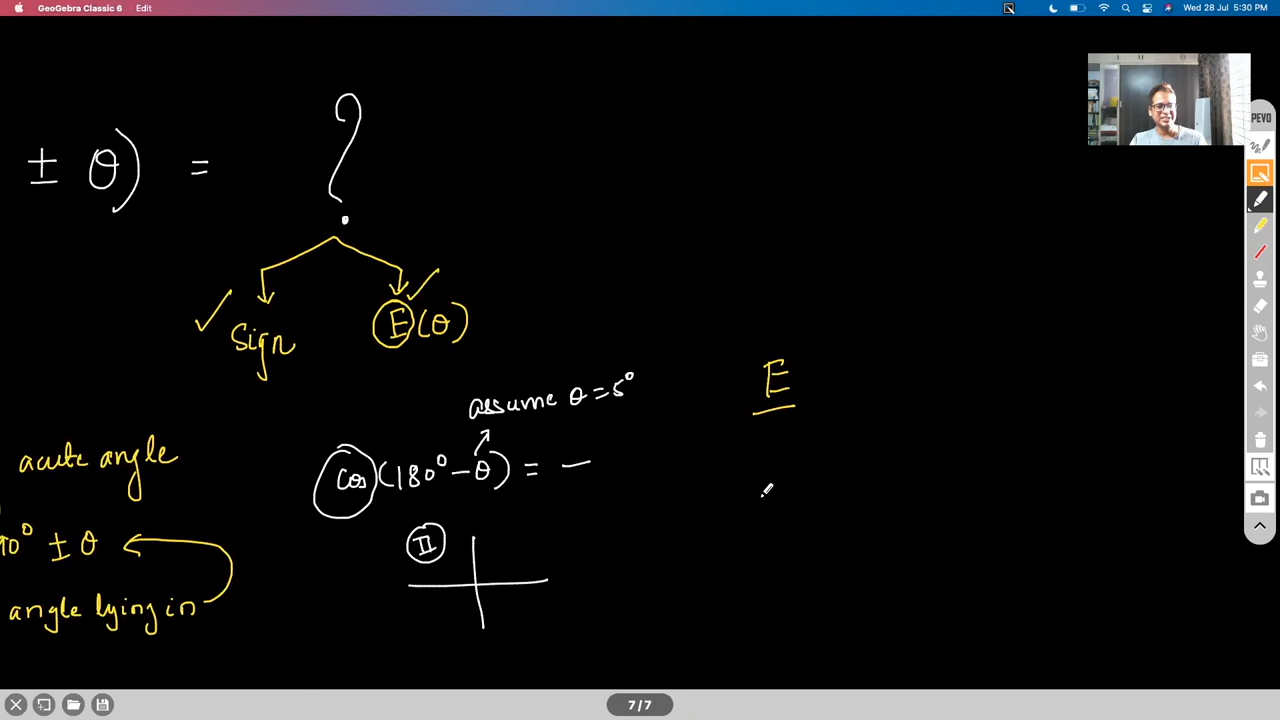 GeoGebra Classic 6 Edit
Wed 28 Jul 5:30 PM
PEVO
± θ) = ?
Sign E(θ)
E
assume θ = 5°
acute angle
cos(180° - θ) = -
90° ± θ
II
angle lying in
7/7